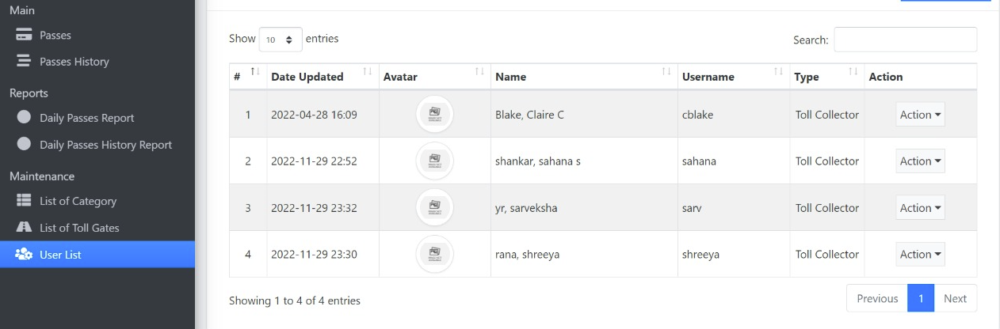 Main
Passes
Passes History
Reports
Daily Passes Report
Daily Passes History Report
Maintenance
List of Category
List of Toll Gates
User List
Show 10 entries
Search:
# Date Updated Avatar Name Username Type Action
1 2022-04-28 16:09 Blake, Claire C cblake Toll Collector Action
2 2022-11-29 22:52 shankar, sahana s sahana Toll Collector Action
3 2022-11-29 23:32 yr, sarveksha sarv Toll Collector Action
4 2022-11-29 23:30 rana, shreeya shreeya Toll Collector Action
Showing 1 to 4 of 4 entries
Previous 1 Next